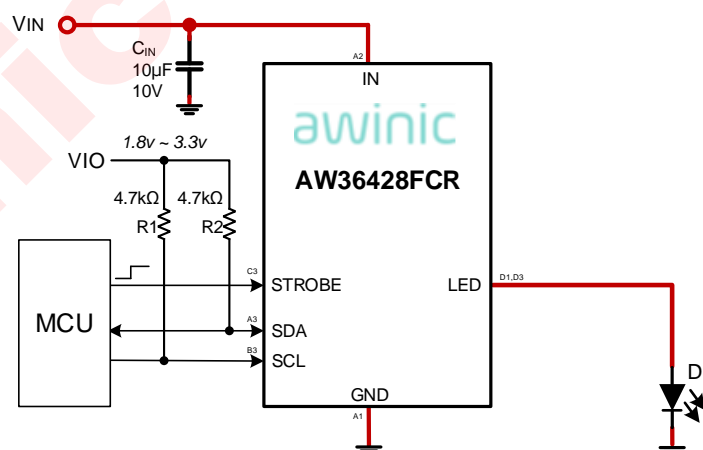 VIN
CIN
10µF
10V
A2
IN
awinic
AW36428FCR
1.8v ~ 3.3v
VIO
4.7kΩ
R1
4.7kΩ
R2
MCU
C3
STROBE
A3
SDA
B3
SCL
LED
D1,D3
GND
A1
D